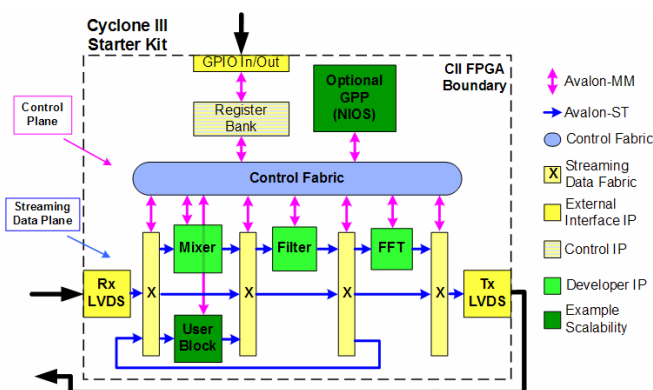 Cyclone III
Starter Kit
GPIO In/Out
Optional
GPP
(NIOS)
CII FPGA
Boundary
Control
Plane
Register
Bank
Control Fabric
Streaming
Data Plane
Mixer
Filter
FFT
Rx
LVDS
X
X
X
X
Tx
LVDS
User
Block
Avalon-MM
Avalon-ST
Control Fabric
X
Streaming
Data Fabric
External
Interface IP
Control IP
Developer IP
Example
Scalability